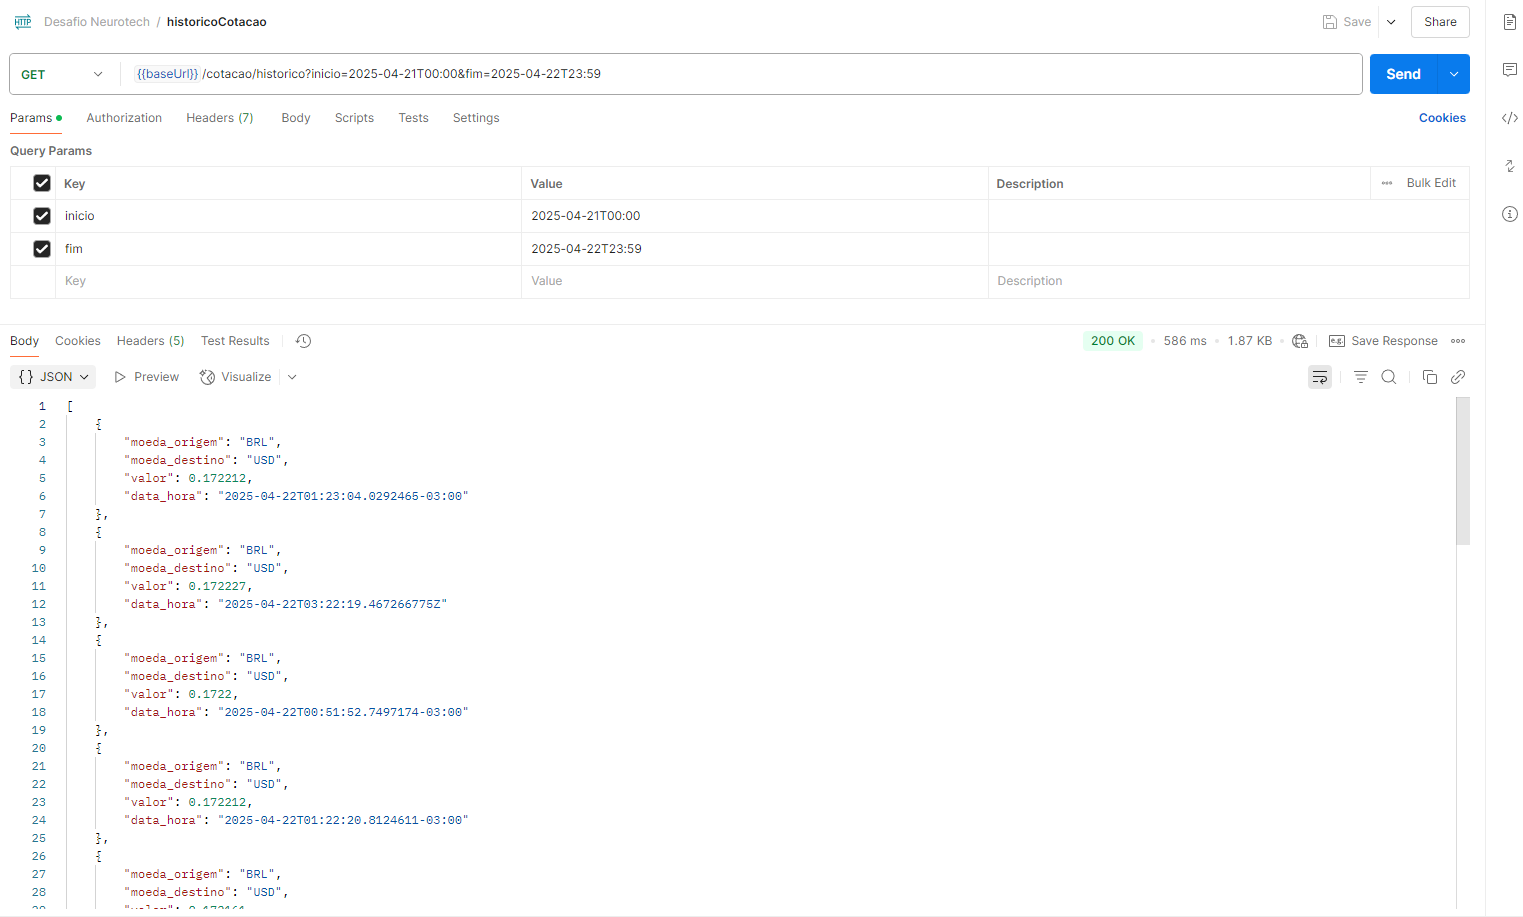 HTTP Desafio Neurotech / historicoCotacao Save Share
GET {{baseUrl}} /cotacao/historico?inicio=2025-04-21T00:00&fim=2025-04-22T23:59 Send
Params Authorization Headers (7) Body Scripts Tests Settings Cookies
Query Params
Key Value Description Bulk Edit
inicio 2025-04-21T00:00
fim 2025-04-22T23:59
Key Value Description
Body Cookies Headers (5) Test Results 200 OK 586 ms 1.87 KB e.g. Save Response
{} JSON Preview Visualize
1 [
2 {
3 "moeda_origem": "BRL",
4 "moeda_destino": "USD",
5 "valor": 0.172212,
6 "data_hora": "2025-04-22T01:23:04.0292465-03:00"
7 },
8 {
9 "moeda_origem": "BRL",
10 "moeda_destino": "USD",
11 "valor": 0.172227,
12 "data_hora": "2025-04-22T03:22:19.467266775Z"
13 },
14 {
15 "moeda_origem": "BRL",
16 "moeda_destino": "USD",
17 "valor": 0.1722,
18 "data_hora": "2025-04-22T00:51:52.7497174-03:00"
19 },
20 {
21 "moeda_origem": "BRL",
22 "moeda_destino": "USD",
23 "valor": 0.172212,
24 "data_hora": "2025-04-22T01:22:20.8124611-03:00"
25 },
26 {
27 "moeda_origem": "BRL",
28 "moeda_destino": "USD",